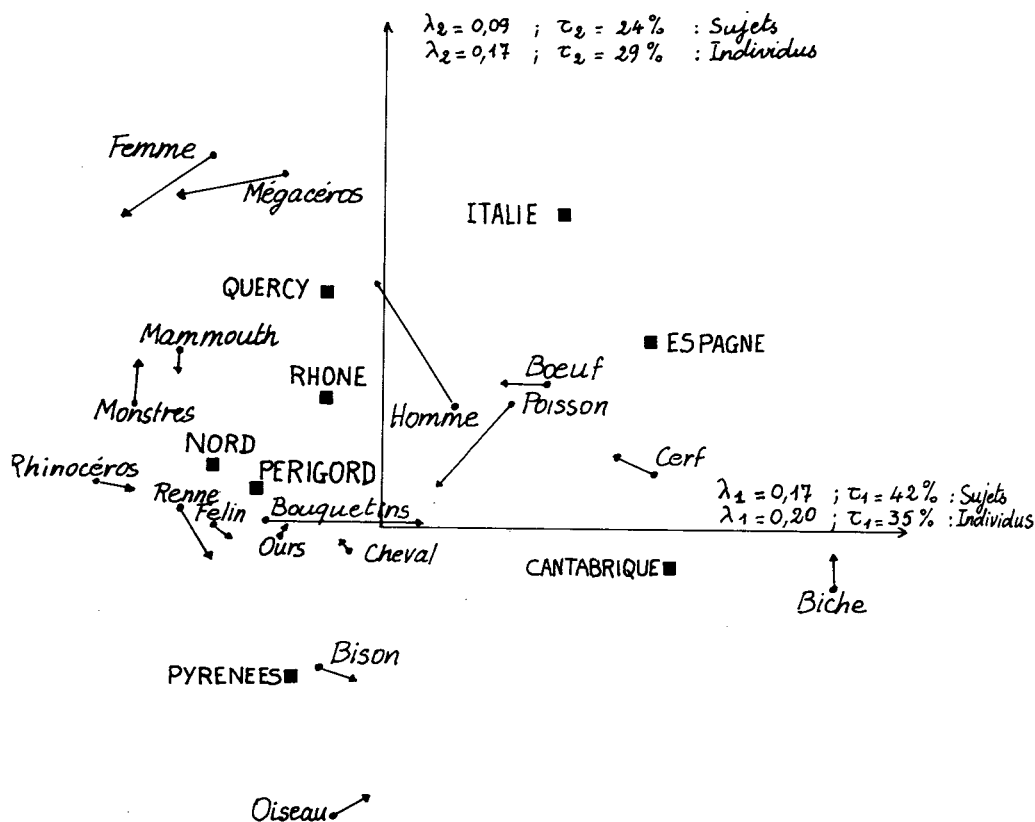 λ2 = 0,09 ; τ2 = 24% : Sujets
λ2 = 0,17 ; τ2 = 29% : Individus
Femme
Mégacéros
ITALIE
QUERCY
Mammouth
ESPAGNE
RHONE
Bœuf
Monstres
Homme
Poisson
NORD
Rhinocéros
PERIGORD
Cerf
Renne
λ1 = 0,17 ; τ1 = 42% : Sujets
Félin
Bouquetins
λ1 = 0,20 ; τ1 = 35% : Individus
Ours
Cheval
CANTABRIQUE
Biche
Bison
PYRENEES
Oiseau